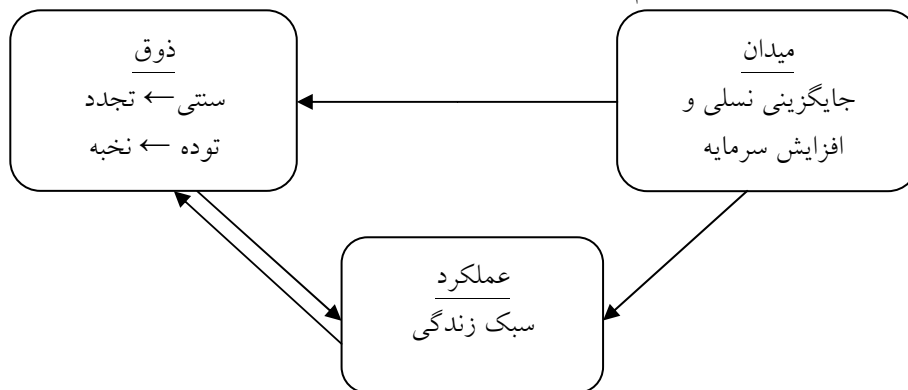 میدان
جایگزینی نسلی و
افزایش سرمایه
ذوق
سنتی ← تجدد
توده ← نخبه
عملکرد
سبک زندگی